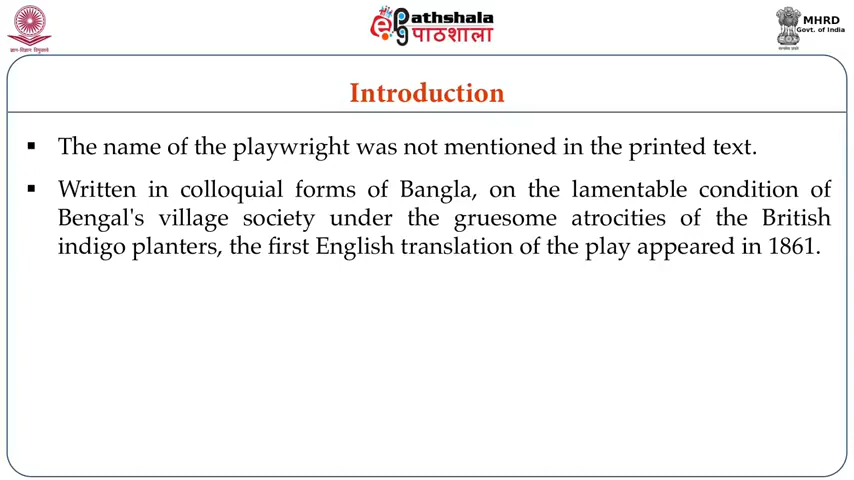 ePathshala
पाठशाला
MHRD
Govt. of India
Introduction
▪ The name of the playwright was not mentioned in the printed text.
▪ Written in colloquial forms of Bangla, on the lamentable condition of
Bengal's village society under the gruesome atrocities of the British
indigo planters, the first English translation of the play appeared in 1861.